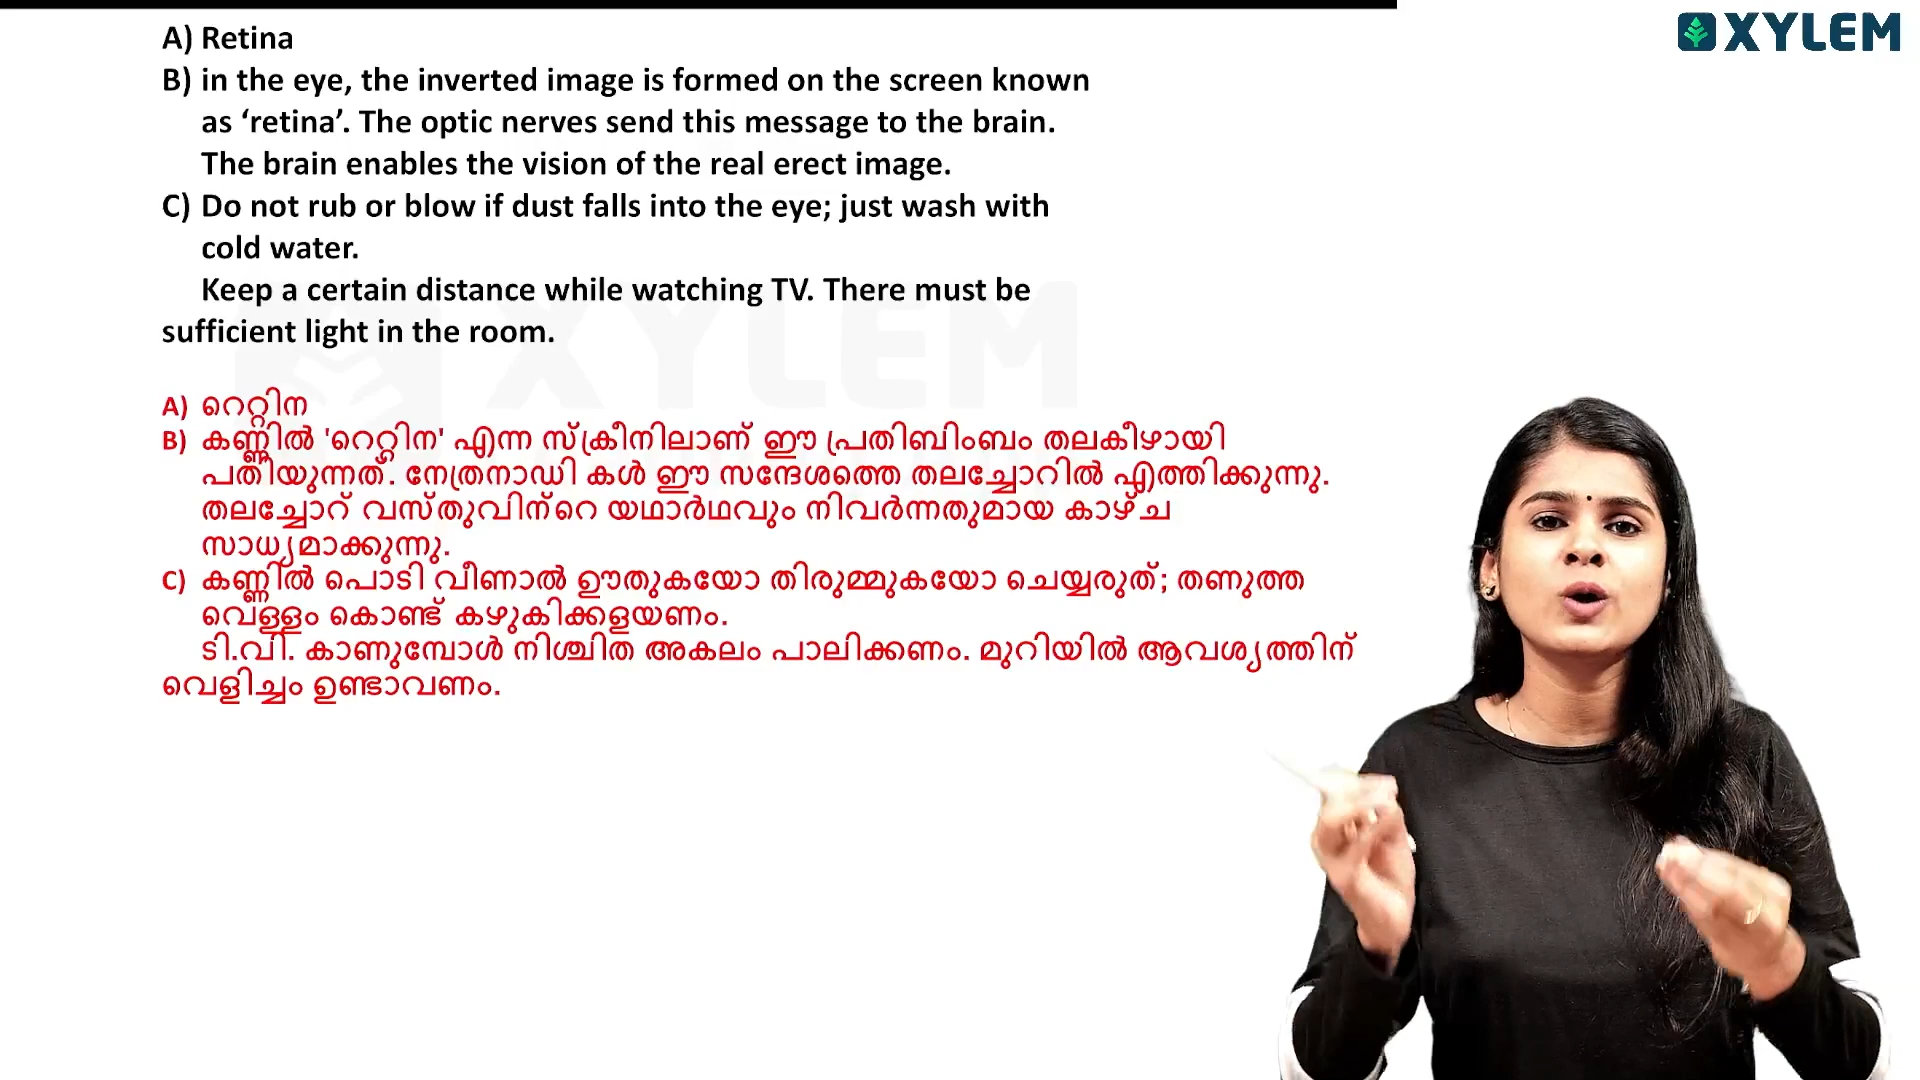 XYLEM
A) Retina
B) in the eye, the inverted image is formed on the screen known
as ‘retina’. The optic nerves send this message to the brain.
The brain enables the vision of the real erect image.
C) Do not rub or blow if dust falls into the eye; just wash with
cold water.
Keep a certain distance while watching TV. There must be
sufficient light in the room.
XYLEM
A) റെറ്റിന
B) കണ്ണിൽ 'റെറ്റിന' എന്ന സ്ക്രീനിലാണ് ഈ പ്രതിബിംബം തലകീഴായി
പതിയുന്നത്. നേത്രനാഡി കൾ ഈ സന്ദേശത്തെ തലച്ചോറിൽ എത്തിക്കുന്നു.
തലച്ചോറ് വസ്തുവിന്റെ യഥാർഥവും നിവർന്നതുമായ കാഴ്ച
സാധ്യമാക്കുന്നു.
C) കണ്ണിൽ പൊടി വീണാൽ ഊതുകയോ തിരുമ്മുകയോ ചെയ്യരുത്; തണുത്ത
വെള്ളം കൊണ്ട് കഴുകിക്കളയണം.
ടി.വി. കാണുമ്പോൾ നിശ്ചിത അകലം പാലിക്കണം. മുറിയിൽ ആവശ്യത്തിന്
വെളിച്ചം ഉണ്ടാവണം.